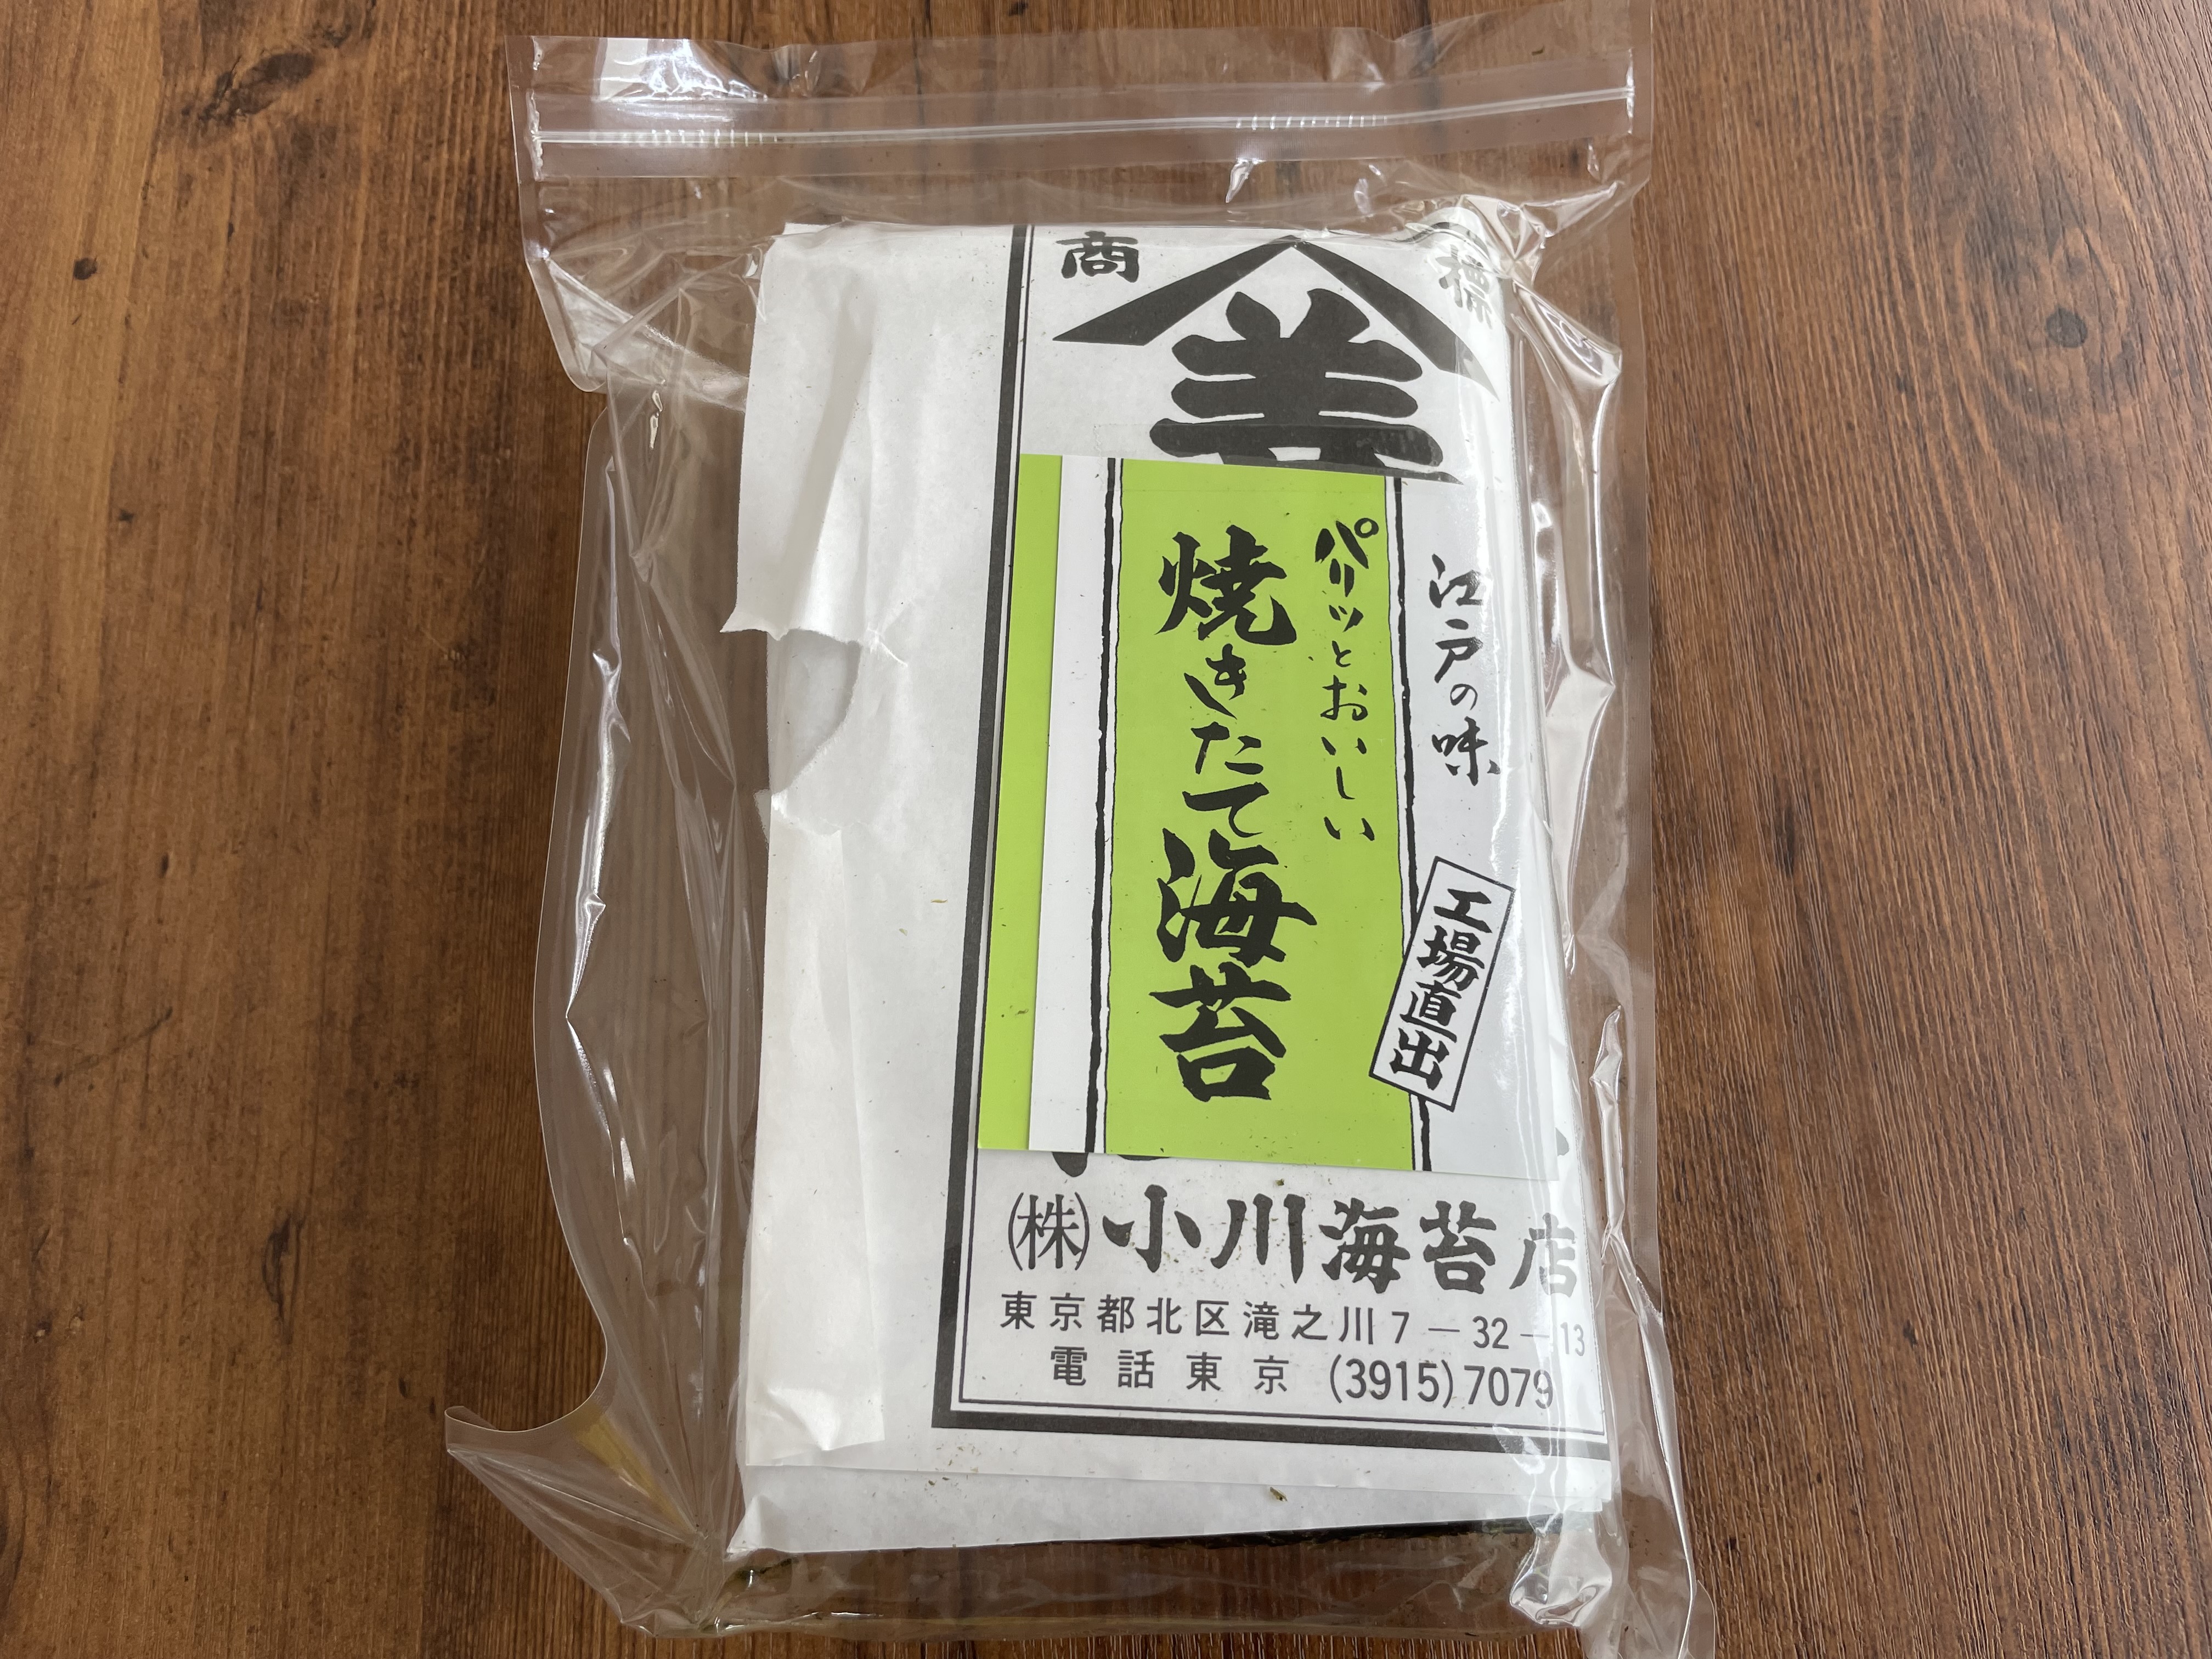 商標
江戸の味
パリッとおいしい
焼きたて海苔
工場直出
㈱小川海苔店
東京都北区滝之川7−32−13
電話東京(3915)7079